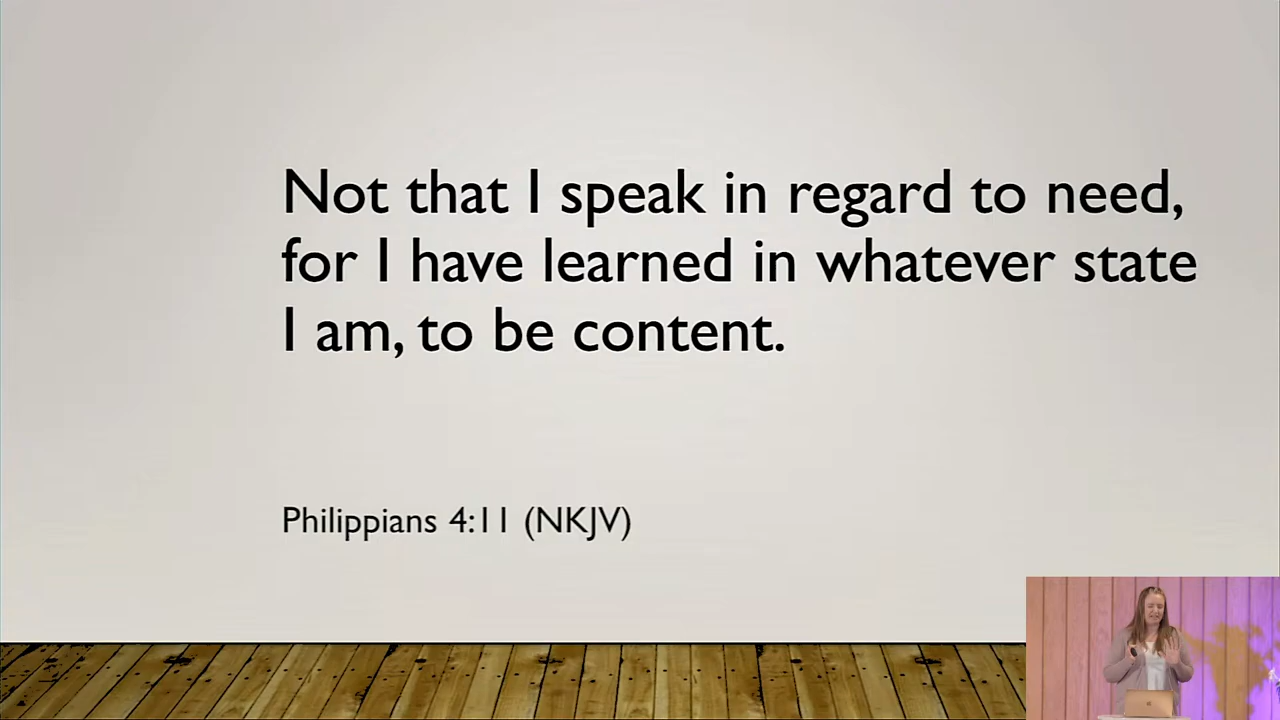 Not that I speak in regard to need,
for I have learned in whatever state
I am, to be content.
Philippians 4:11 (NKJV)